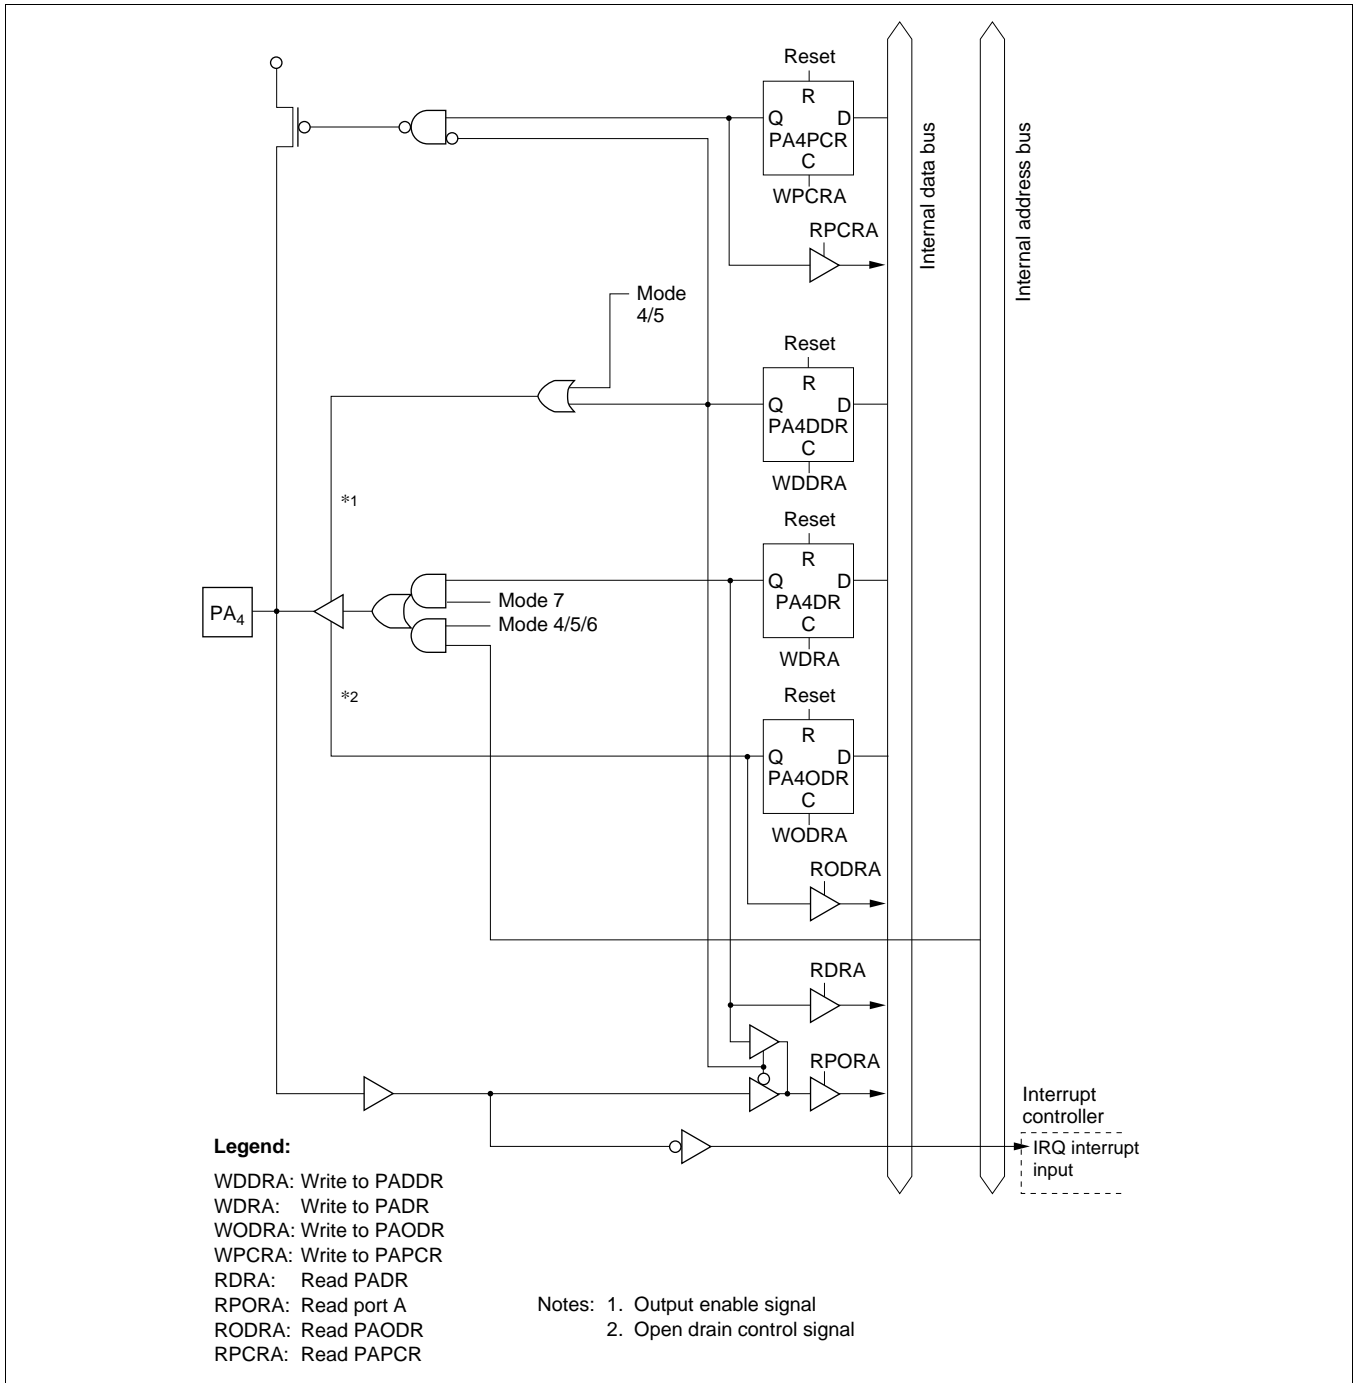 Reset
R
Q D
PA4PCR
C
WPCRA
RPCRA
Internal data bus
Internal address bus
Mode
4/5
Reset
R
Q D
PA4DDR
C
WDDRA
*1
Reset
R
Q D
PA4DR
C
WDRA
PA4
Mode 7
Mode 4/5/6
*2
Reset
R
Q D
PA4ODR
C
WODRA
RODRA
RDRA
RPORA
Interrupt
controller
IRQ interrupt
input
Legend:
WDDRA: Write to PADDR
WDRA: Write to PADR
WODRA: Write to PAODR
WPCRA: Write to PAPCR
RDRA: Read PADR
RPORA: Read port A
RODRA: Read PAODR
RPCRA: Read PAPCR
Notes: 1. Output enable signal
2. Open drain control signal